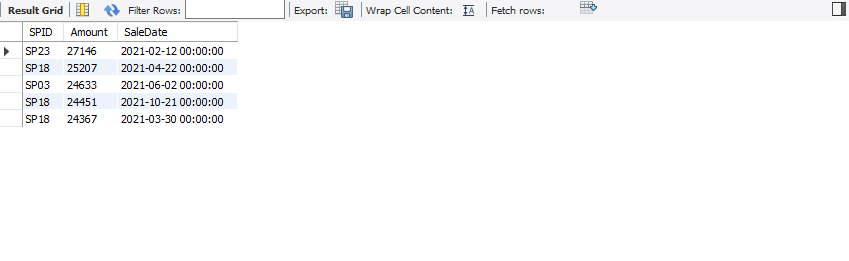 Result Grid Filter Rows: Export: Wrap Cell Content: IA Fetch rows:
SPID Amount SaleDate
SP23 27146 2021-02-12 00:00:00
SP18 25207 2021-04-22 00:00:00
SP03 24633 2021-06-02 00:00:00
SP18 24451 2021-10-21 00:00:00
SP18 24367 2021-03-30 00:00:00